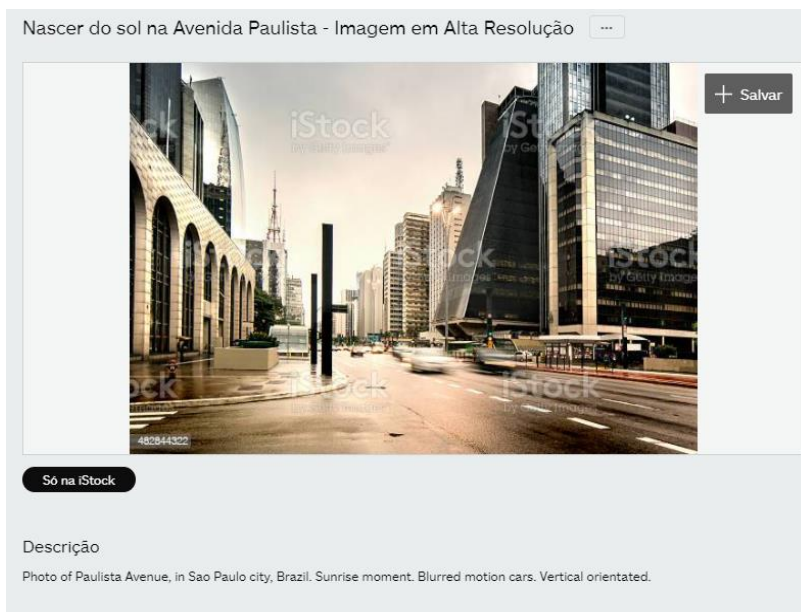 Nascer do sol na Avenida Paulista - Imagem em Alta Resolução
+ Salvar
iStock
by Getty Images
iStock
482844322
Só na iStock
Descrição
Photo of Paulista Avenue, in Sao Paulo city, Brazil. Sunrise moment. Blurred motion cars. Vertical orientated.